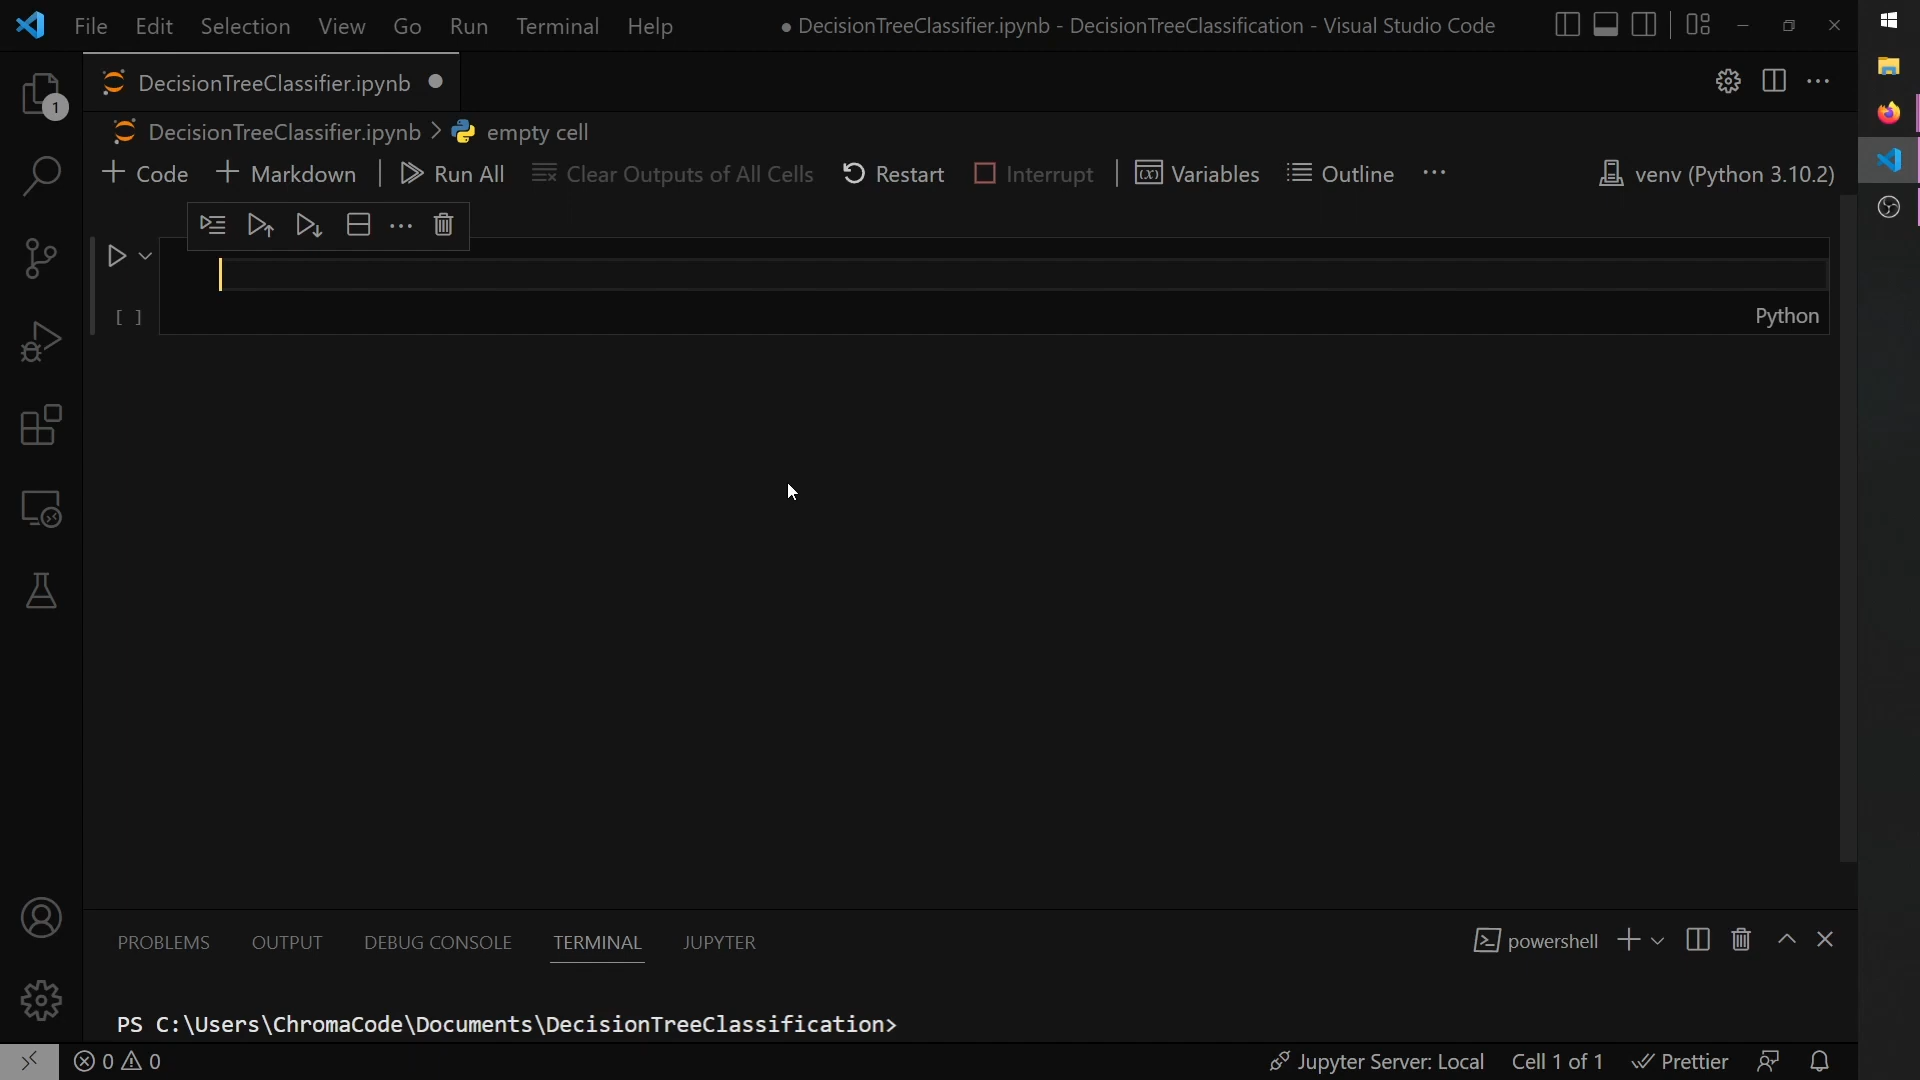 File Edit Selection View Go Run Terminal Help ● DecisionTreeClassifier.ipynb - DecisionTreeClassification - Visual Studio Code
DecisionTreeClassifier.ipynb
1
DecisionTreeClassifier.ipynb > empty cell
Code Markdown Run All Clear Outputs of All Cells Restart Interrupt Variables Outline ... venv (Python 3.10.2)
[ ]
Python
PROBLEMS OUTPUT DEBUG CONSOLE TERMINAL JUPYTER powershell
PS C:\Users\ChromaCode\Documents\DecisionTreeClassification>
0 0 Jupyter Server: Local Cell 1 of 1 Prettier